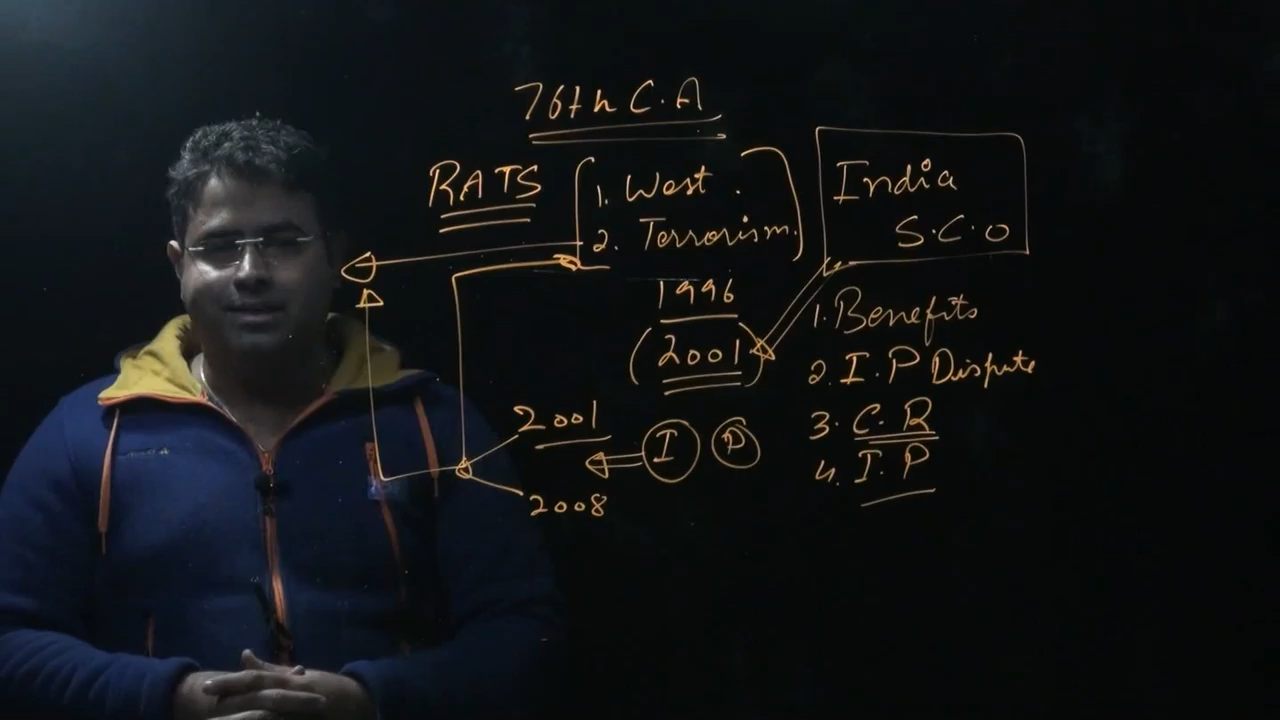 76th C.A
RATS
1. West.
2. Terrorism.
1996
(2001)
2001
2008
I
P
India
S.C.O
1. Benefits
2. I.P Dispute
3. C.R
4. I.P